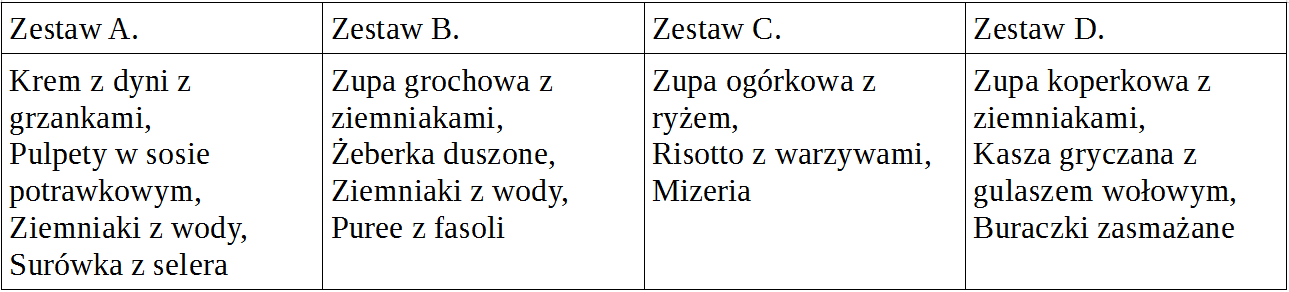 Zestaw A.
Krem z dyni z
grzankami,
Pulpety w sosie
potrawkowym,
Ziemniaki z wody,
Surówka z selera
Zestaw B.
Zupa grochowa z
ziemniakami,
Żeberka duszone,
Ziemniaki z wody,
Puree z fasoli
Zestaw C.
Zupa ogórkowa z
ryżem,
Risotto z warzywami,
Mizeria
Zestaw D.
Zupa koperkowa z
ziemniakami,
Kasza gryczana z
gulaszem wołowym,
Buraczki zasmażane